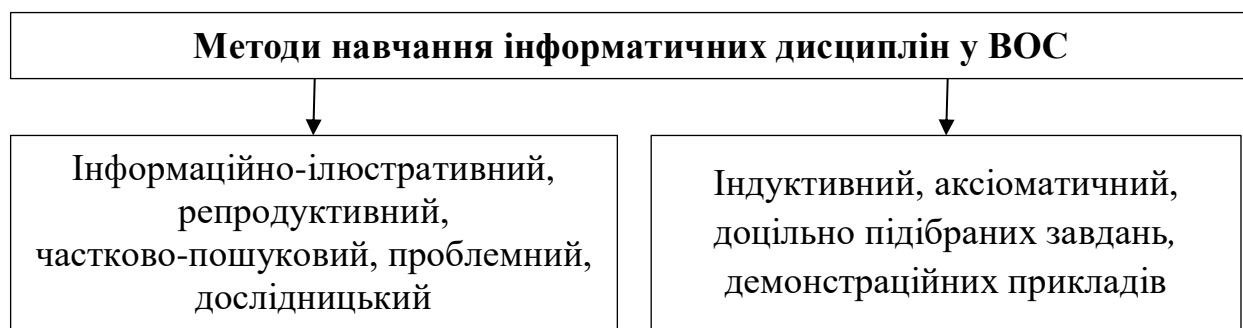 Методи навчання інформатичних дисциплін у ВОС
Інформаційно-ілюстративний,
репродуктивний,
частково-пошуковий, проблемний,
дослідницький
Індуктивний, аксіоматичний,
доцільно підібраних завдань,
демонстраційних прикладів